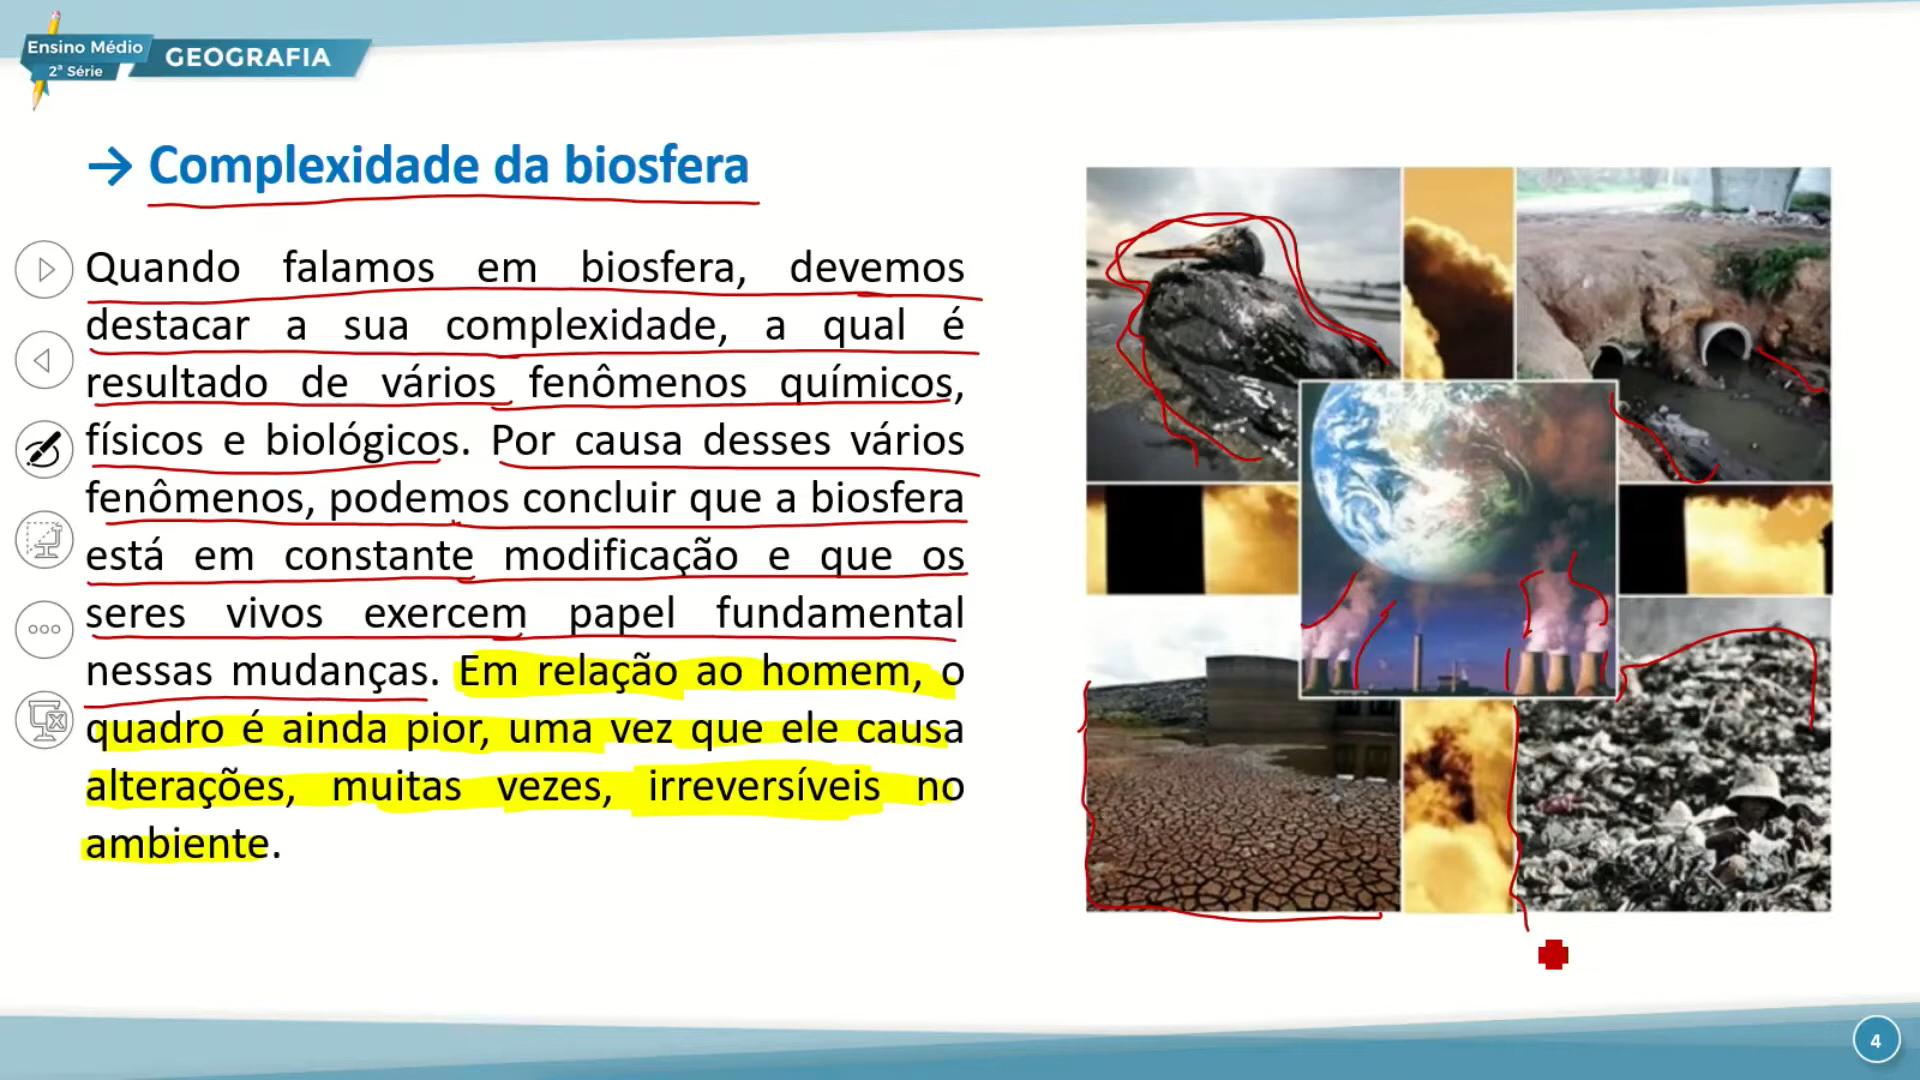 Ensino Médio
2ª Série
GEOGRAFIA
→ Complexidade da biosfera
Quando falamos em biosfera, devemos
destacar a sua complexidade, a qual é
resultado de vários fenômenos químicos,
físicos e biológicos. Por causa desses vários
fenômenos, podemos concluir que a biosfera
está em constante modificação e que os
seres vivos exercem papel fundamental
nessas mudanças. Em relação ao homem, o
quadro é ainda pior, uma vez que ele causa
alterações, muitas vezes, irreversíveis no
ambiente.
4